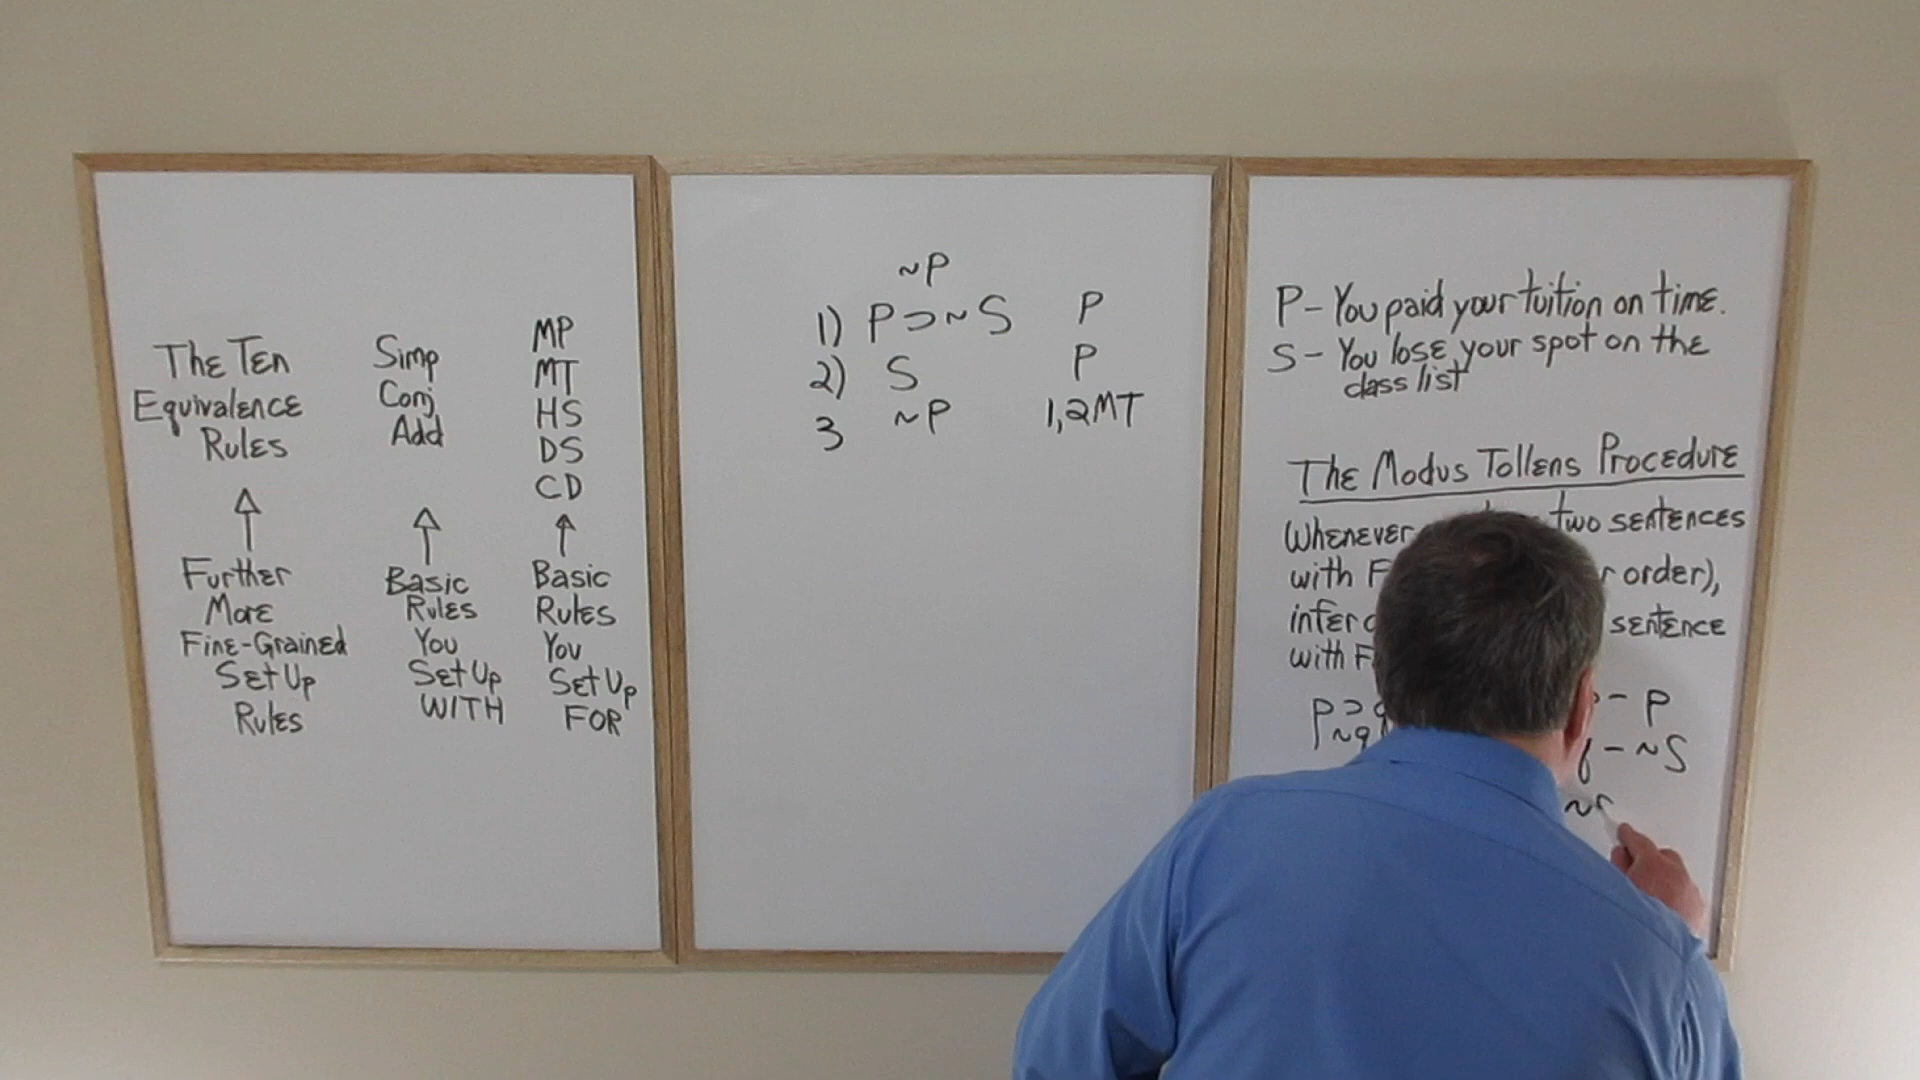 The Ten
Equivalence
Rules
Further
More
Fine-Grained
Set Up
Rules
Simp
Conj
Add
Basic
Rules
You
Set Up
WITH
MP
MT
HS
DS
CD
Basic
Rules
You
Set Up
FOR
~P
1) P⊃~S P
2) S P
3 ~P 1,2MT
P - You paid your tuition on time.
S - You lose your spot on the
class list
The Modus Tollens Procedure
Whenever two sentences
with order),
infer sentence
with
p ⊃ - P
~q - ~S